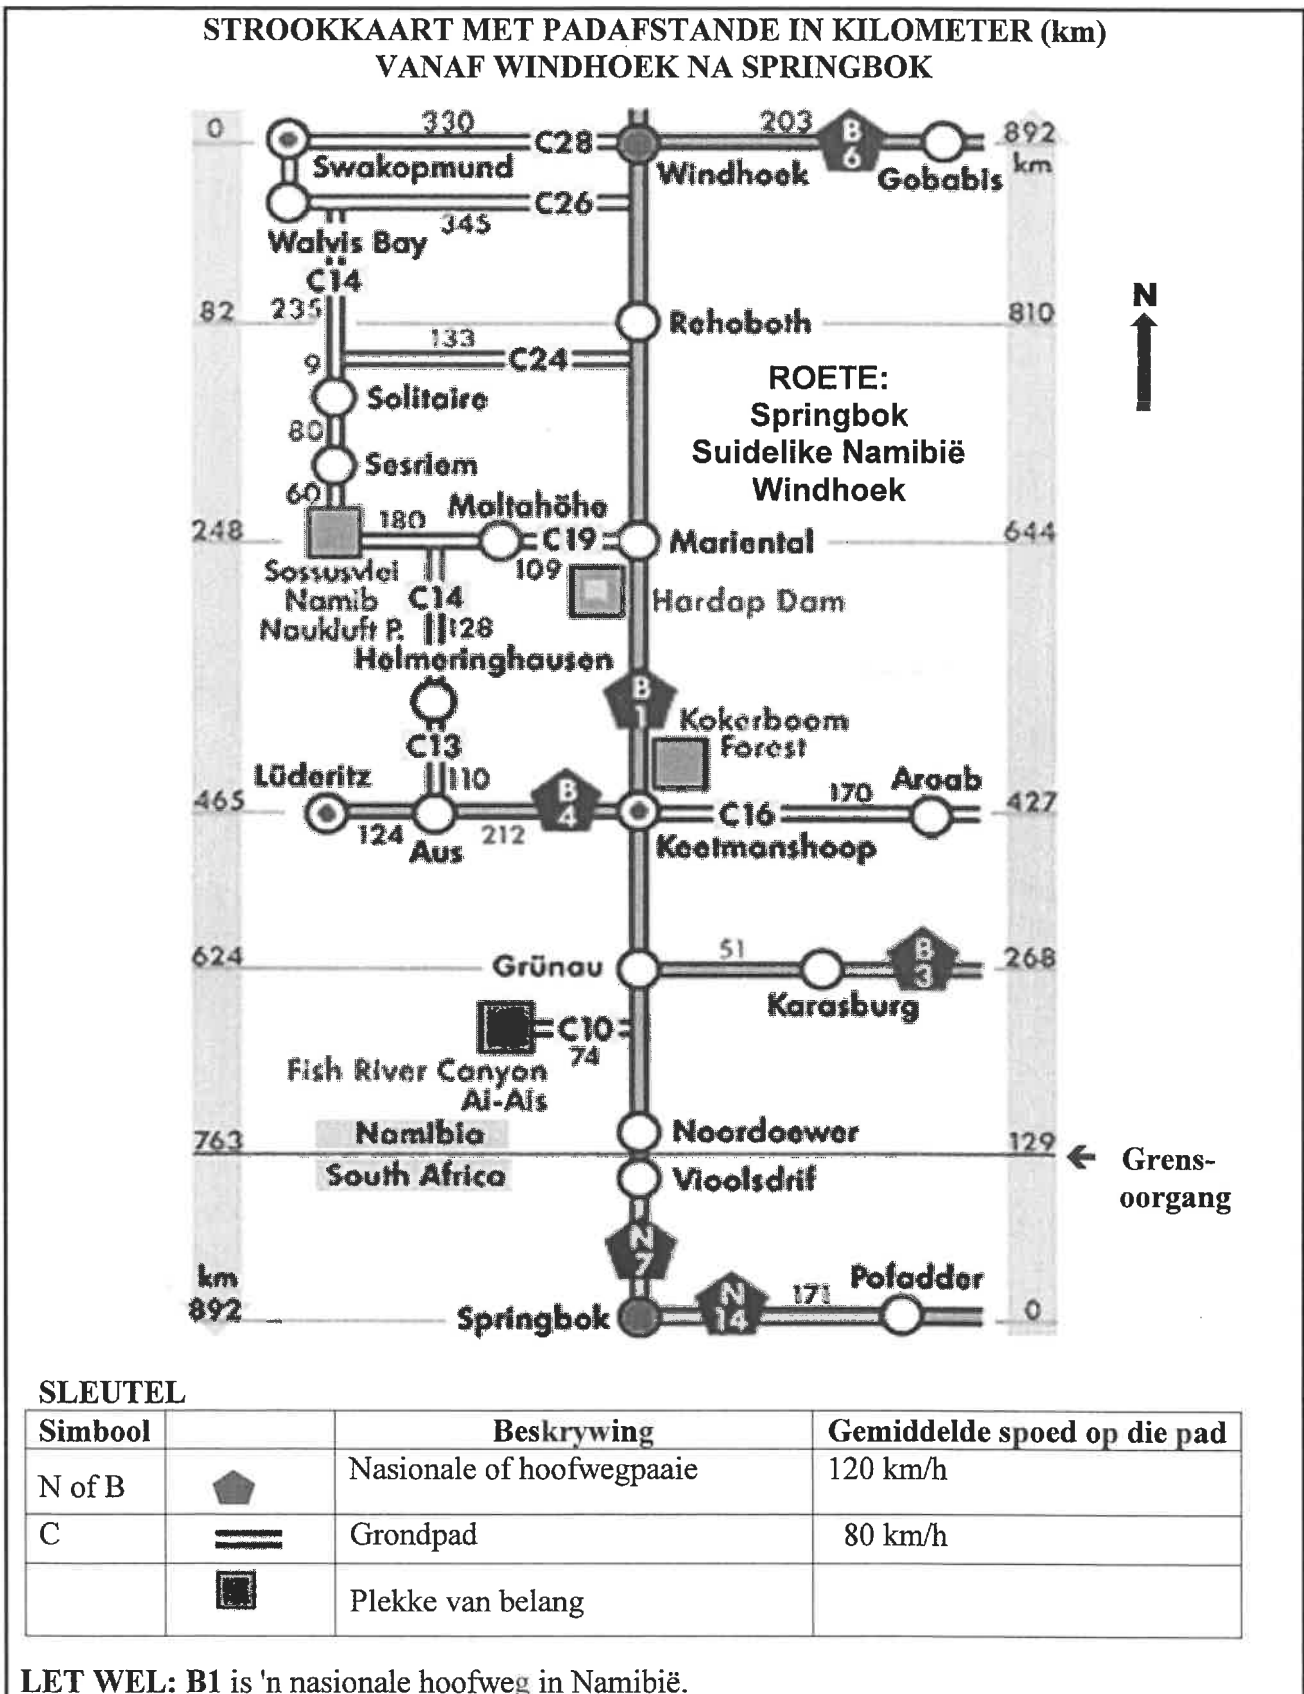 STROOKKAART MET PADAFSTANDE IN KILOMETER (km)
VANAF WINDHOEK NA SPRINGBOK
0
330
C28
203
B
6
892
km
Swakopmund
Windhoek
Gobabis
C26
345
Walvis Bay
C14
235
82
Rehoboth
810
N
133
C24
9
Solitaire
80
Sesriem
60
ROETE:
Springbok
Suidelike Namibië
Windhoek
248
180
Maltahöhe
C19
109
Mariental
644
Sossusvlei
Namib
Naukluft P.
C14
128
Hardap Dam
Helmeringhausen
B
1
Kokerboom
Forest
C13
110
Lüderitz
465
124
Aus
212
B
4
Keetmanshoop
C16
170
Aroab
427
624
Grünau
51
Karasburg
B
3
268
C10
74
Fish River Canyon
Ai-Ais
Namibia
Noordoewer
763
129
← Grens-
oorgang
South Africa
Vioolsdrif
N
7
km
892
Springbok
N
14
171
Pofadder
0
SLEUTEL
Simbool Beskrywing Gemiddelde spoed op die pad
N of B Nasionale of hoofwegpaaie 120 km/h
C Grondpad 80 km/h
Plekke van belang
LET WEL: B1 is 'n nasionale hoofweg in Namibië.